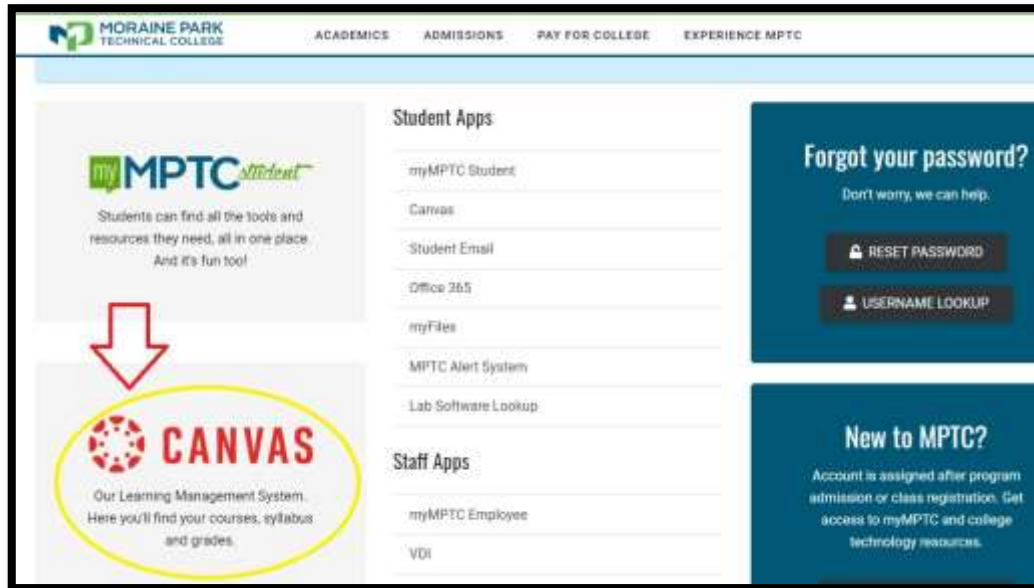 MORAINE PARK
TECHNICAL COLLEGE
ACADEMICS ADMISSIONS PAY FOR COLLEGE EXPERIENCE MPTC
my MPTC student
Students can find all the tools and
resources they need, all in one place.
And it's fun too!
CANVAS
Our Learning Management System.
Here you'll find your courses, syllabus
and grades.
Student Apps
myMPTC Student
Canvas
Student Email
Office 365
myFiles
MPTC Alert System
Lab Software Lookup
Staff Apps
myMPTC Employee
VDI
Forgot your password?
Don't worry, we can help.
RESET PASSWORD
USERNAME LOOKUP
New to MPTC?
Account is assigned after program
admission or class registration. Get
access to myMPTC and college
technology resources.